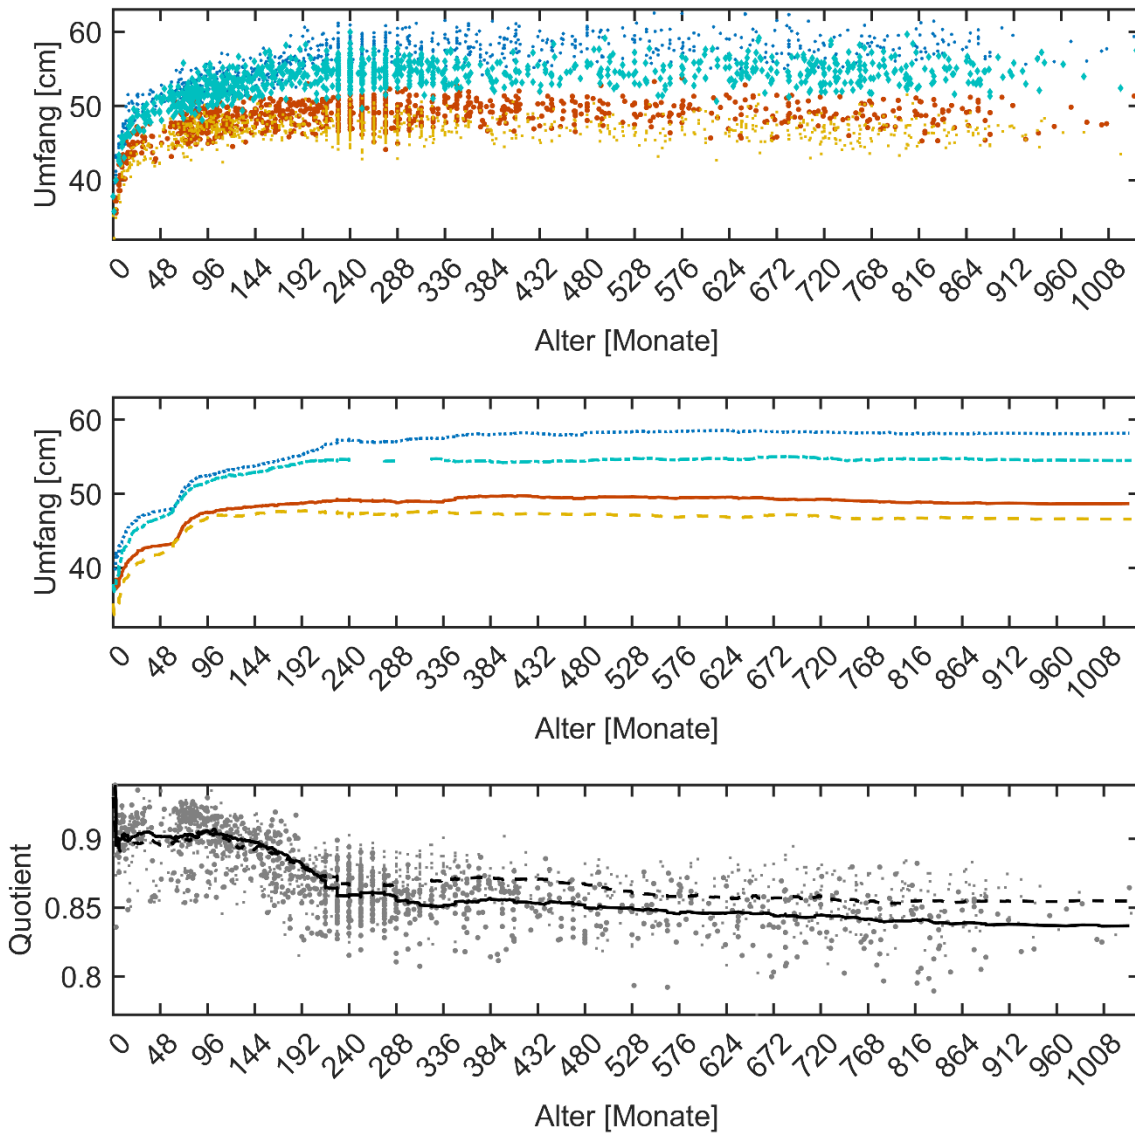 60
50
40
Umfang [cm]
0 48 96 144 192 240 288 336 384 432 480 528 576 624 672 720 768 816 864 912 960 1008
Alter [Monate]
60
50
40
Umfang [cm]
0 48 96 144 192 240 288 336 384 432 480 528 576 624 672 720 768 816 864 912 960 1008
Alter [Monate]
0.9
0.85
0.8
Quotient
0 48 96 144 192 240 288 336 384 432 480 528 576 624 672 720 768 816 864 912 960 1008
Alter [Monate]